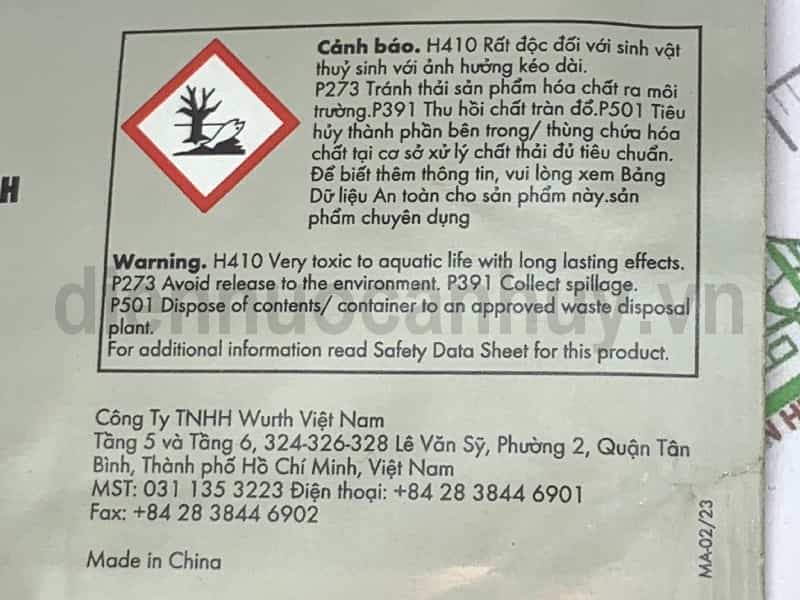 Cảnh báo. H410 Rất độc đối với sinh vật
thuỷ sinh với ảnh hưởng kéo dài.
P273 Tránh thải sản phẩm hóa chất ra môi
trường.P391 Thu hồi chất tràn đổ.P501 Tiêu
hủy thành phần bên trong/ thùng chứa hóa
chất tại cơ sở xử lý chất thải đủ tiêu chuẩn.
Để biết thêm thông tin, vui lòng xem Bảng
Dữ liệu An toàn cho sản phẩm này.sản
phẩm chuyên dụng
H
Warning. H410 Very toxic to aquatic life with long lasting effects.
P273 Avoid release to the environment. P391 Collect spillage.
P501 Dispose of contents/ container to an approved waste disposal
plant.
For additional information read Safety Data Sheet for this product.
diennuocanhuy.vn
Công Ty TNHH Wurth Việt Nam
Tầng 5 và Tầng 6, 324-326-328 Lê Văn Sỹ, Phường 2, Quận Tân
Bình, Thành phố Hồ Chí Minh, Việt Nam
MST: 031 135 3223 Điện thoại: +84 28 3844 6901
Fax: +84 28 3844 6902
Made in China
MA-02/23